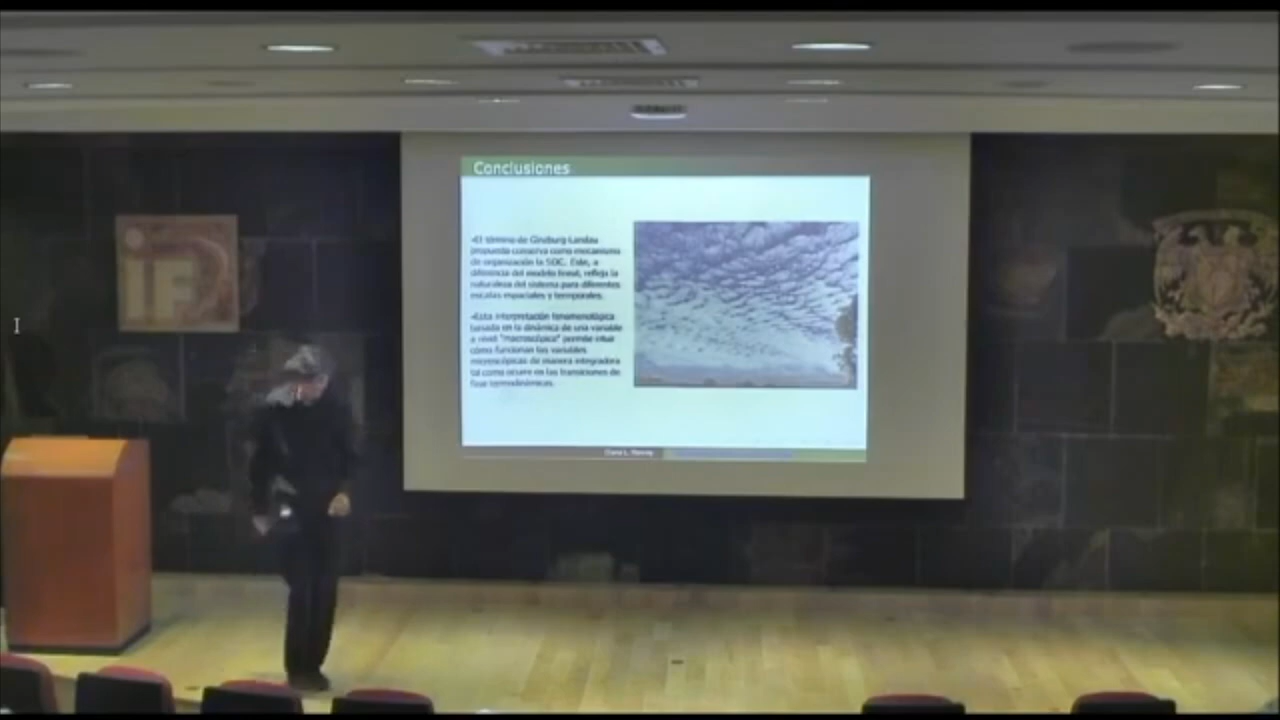 Conclusiones
•El término de Ginzburg-Landau
propuesto conserva como mecanismo
de organización la SOC. Este, a
diferencia del modelo lineal, refleja la
naturaleza del sistema para diferentes
escalas espaciales y temporales.
•Esta interpretación fenomenológica
basada en la dinámica de una variable
a nivel "macroscópico" permite intuir
cómo funcionan las variables
microscópicas de manera integradora
tal como ocurre en las transiciones de
fase termodinámicas.
IF